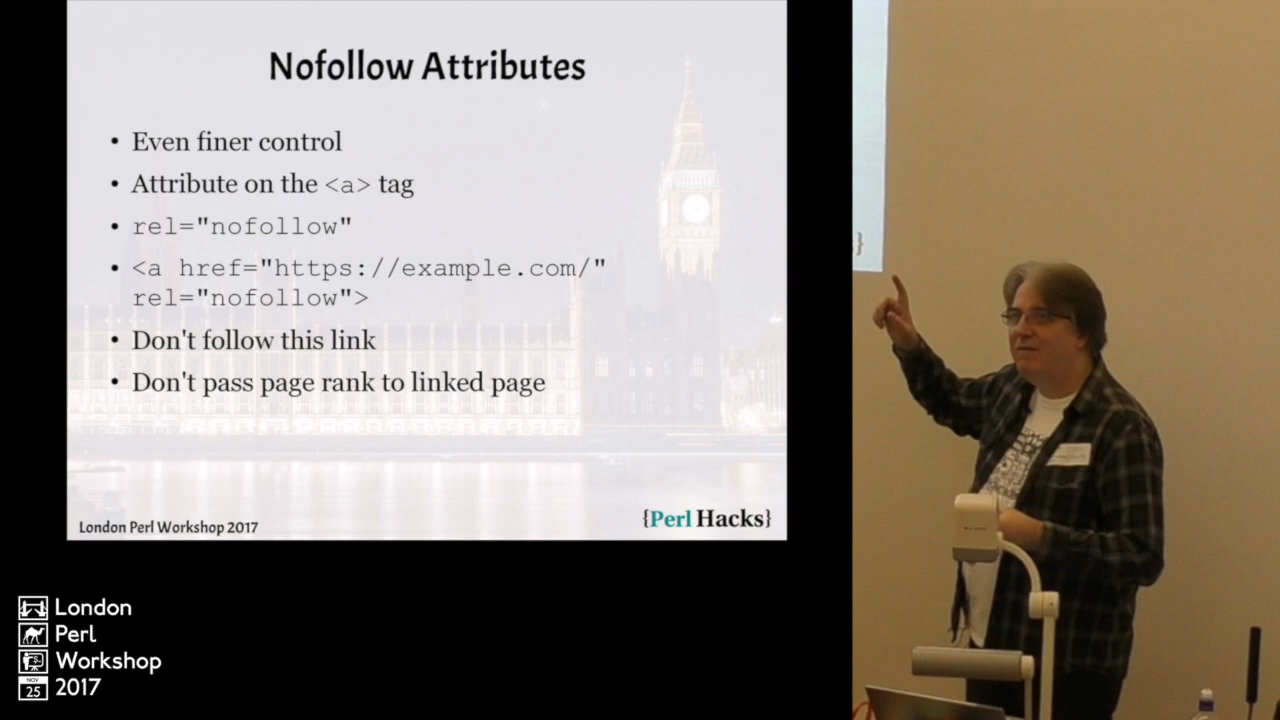 Nofollow Attributes
• Even finer control
• Attribute on the <a> tag
• rel="nofollow"
• <a href="https://example.com/"
rel="nofollow">
• Don't follow this link
• Don't pass page rank to linked page
London Perl Workshop 2017
{Perl Hacks}
}
London
Perl
Workshop
NOV
25
2017